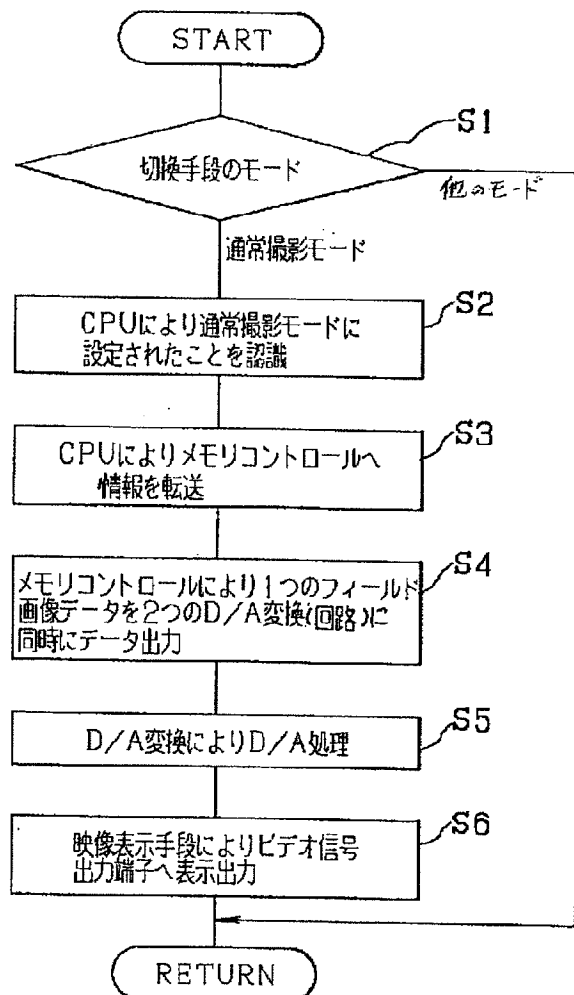 START
S1
切換手段のモード
他のモード
通常撮影モード
S2
CPUにより通常撮影モードに
設定されたことを認識
S3
CPUによりメモリコントロールへ
情報を転送
S4
メモリコントロールにより1つのフィールド
画像データを2つのD/A変換(回路)に
同時にデータ出力
S5
D/A変換によりD/A処理
S6
映像表示手段によりビデオ信号
出力端子へ表示出力
RETURN